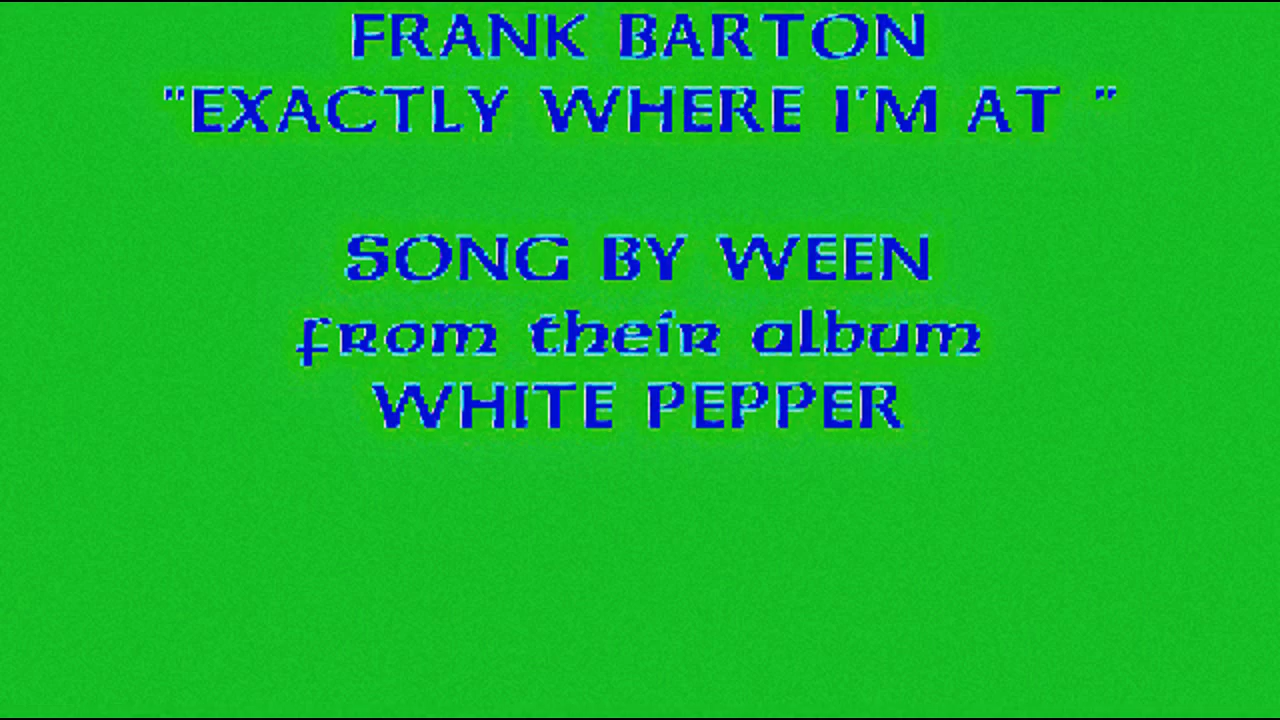 FRANK BARTON
"EXACTLY WHERE I'M AT "
SONG BY WEEN
from their album
WHITE PEPPER